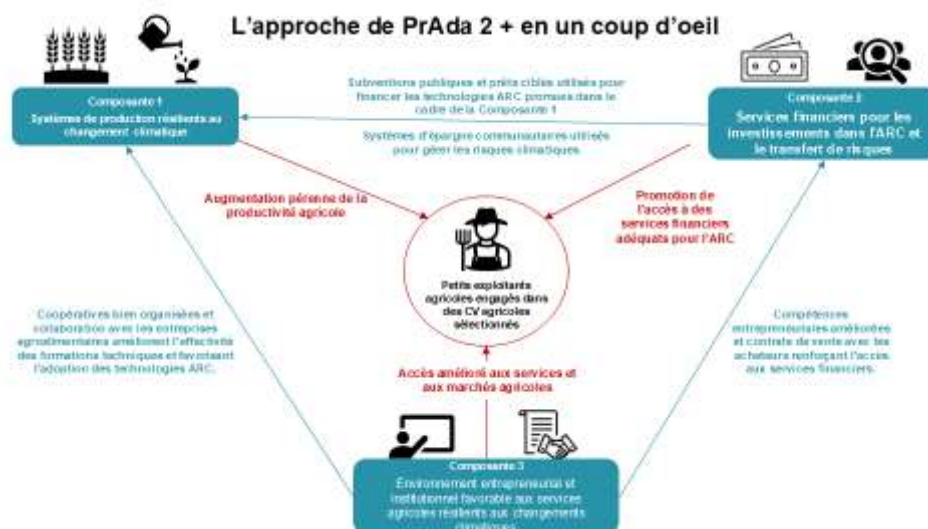 L'approche de PrAda 2 + en un coup d'oeil
Composante 1
Systèmes de production résilients au
changement climatique
Subventions publiques et prêts ciblés utilisés pour
financer les technologies ARC promues dans le
cadre de la Composante 1
Systèmes d'épargne communautaires utilisés
pour gérer les risques climatiques
Composante 2
Services financiers pour les
investissements dans l'ARC et
le transfert de risques
Augmentation pérenne de la
productivité agricole
Promotion de
l'accès à des
services financiers
adéquats pour l'ARC
Petits exploitants
agricoles engagés dans
des CV agricoles
sélectionnés
Coopératives bien organisées et
collaboration avec les entreprises
agroalimentaires améliorent l'effectivité
des formations techniques et favorisant
l'adoption des technologies ARC.
Compétences
entrepreneuriales améliorées
et contrats de vente avec les
acheteurs renforçant l'accès
aux services financiers.
Accès amélioré aux services et
aux marchés agricoles
Composante 3
Environnement entrepreneurial et
institutionnel favorable aux services
agricoles résilients aux changements
climatiques